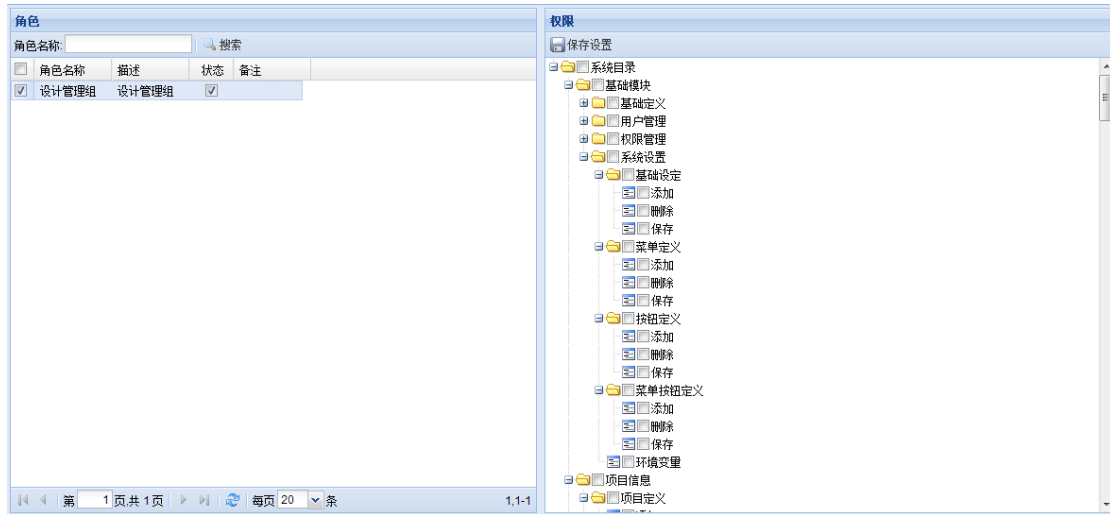 角色
角色名称: 搜索
角色名称 描述 状态 备注
设计管理组 设计管理组
第 1 页,共 1 页 每页 20 条 1,1-1
权限
保存设置
系统目录
基础模块
基础定义
用户管理
权限管理
系统设置
基础设定
添加
删除
保存
菜单定义
添加
删除
保存
按钮定义
添加
删除
保存
菜单按钮定义
添加
删除
保存
环境变量
项目信息
项目定义